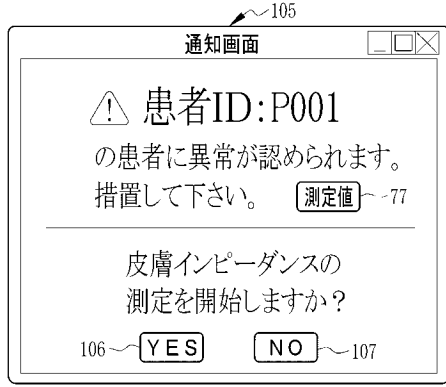 105
通知画面
患者ID:P001
の患者に異常が認められます。
措置して下さい。 測定値 77
皮膚インピーダンスの
測定を開始しますか?
106 YES NO 107